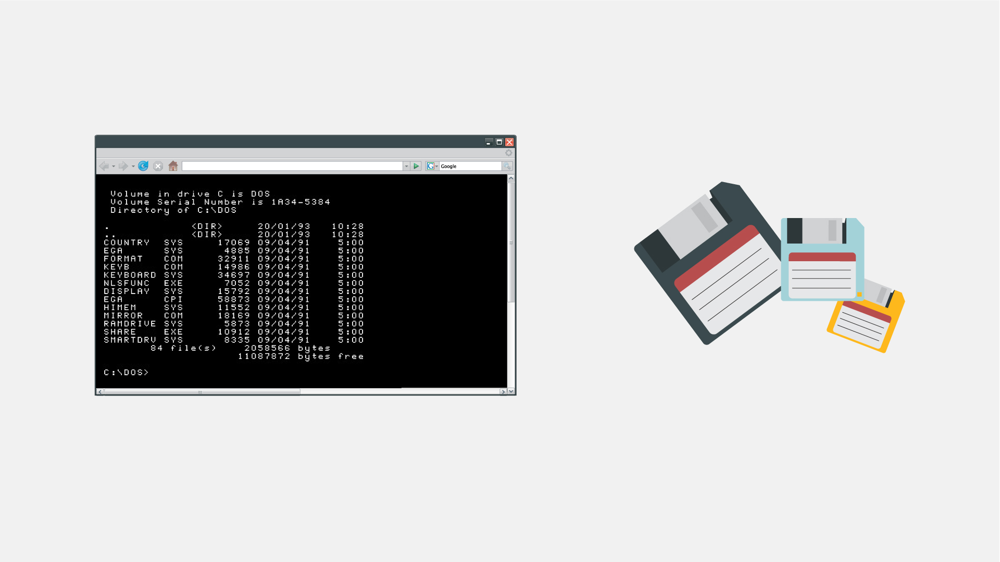 Google
Volume in drive C is DOS
Volume Serial Number is 1A34-5384
Directory of C:\DOS
. <DIR> 20/01/93 10:28
.. <DIR> 20/01/93 10:28
COUNTRY SYS 17069 09/04/91 5:00
EGA SYS 4885 09/04/91 5:00
FORMAT COM 32911 09/04/91 5:00
KEYB COM 14986 09/04/91 5:00
KEYBOARD SYS 34697 09/04/91 5:00
NLSFUNC EXE 7052 09/04/91 5:00
DISPLAY SYS 15792 09/04/91 5:00
EGA CPI 58873 09/04/91 5:00
HIMEM SYS 11552 09/04/91 5:00
MIRROR COM 18169 09/04/91 5:00
RAMDRIVE SYS 5873 09/04/91 5:00
SHARE EXE 10912 09/04/91 5:00
SMARTDRV SYS 8335 09/04/91 5:00
84 file(s) 2058566 bytes
11087872 bytes free
C:\DOS>